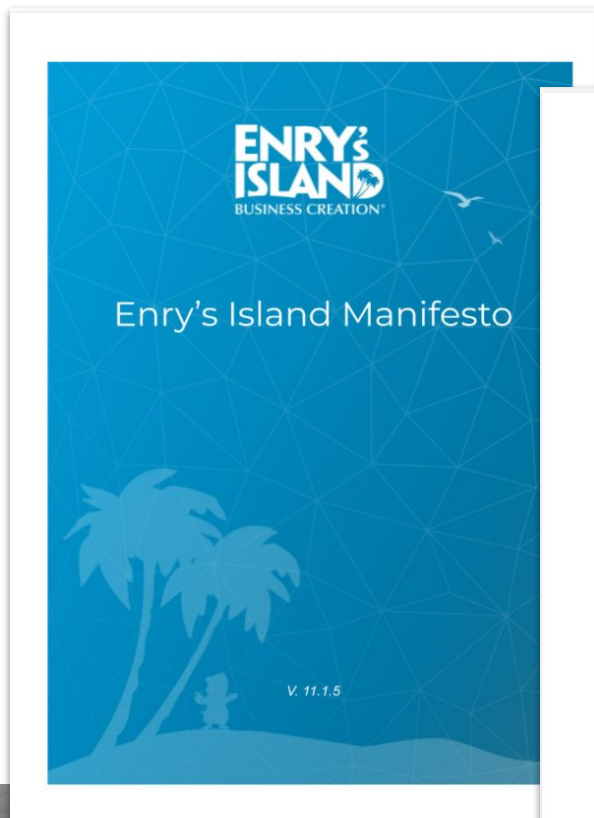 ENRY's
ISLAND
BUSINESS CREATION®
Enry's Island Manifesto
V. 11.1.5